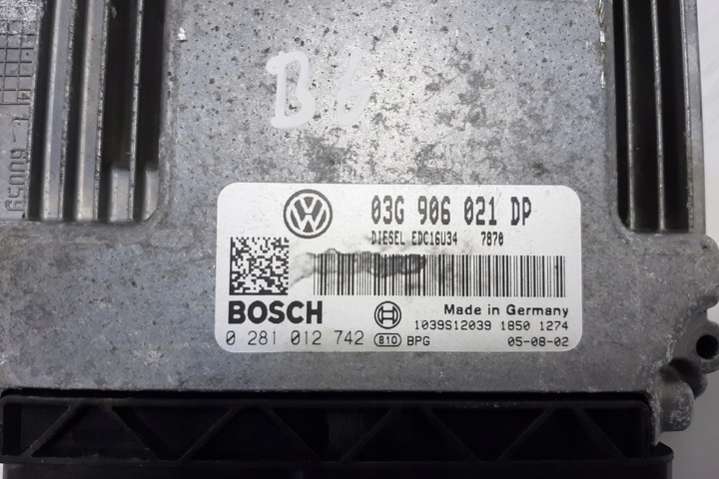 B6
03G 906 021 DP
DIESEL EDC16U34 7870
BOSCH
Made in Germany
1039S12039 1850 1274
0 281 012 742 B10 BPG
05-08-02